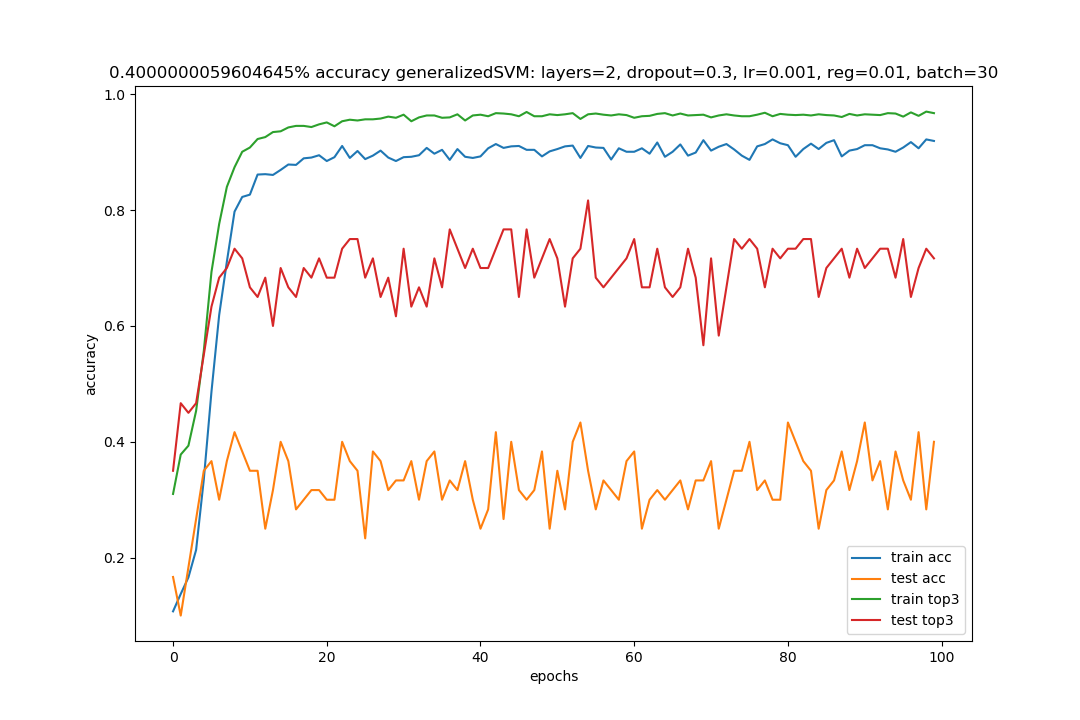 0.4000000059604645% accuracy generalizedSVM: layers=2, dropout=0.3, lr=0.001, reg=0.01, batch=30
1.0
0.8
0.6
0.4
0.2
accuracy
0 20 40 60 80 100
epochs
train acc
test acc
train top3
test top3